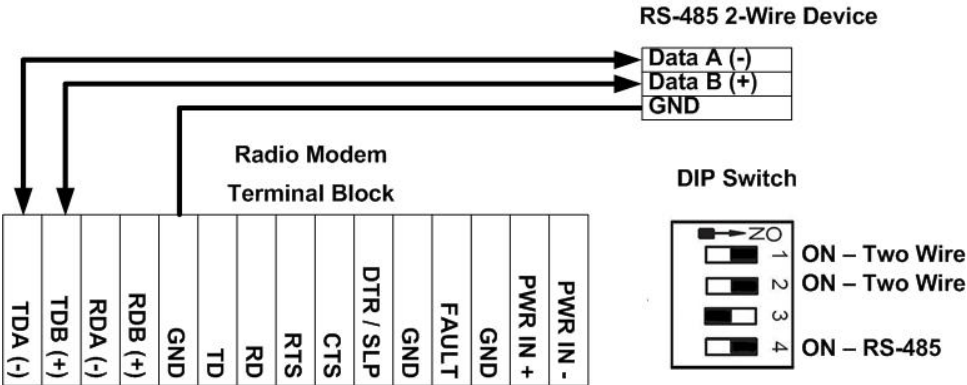 RS-485 2-Wire Device
Data A (-)
Data B (+)
GND
Radio Modem
Terminal Block
TDA (-)
TDB (+)
RDA (-)
RDB (+)
GND
TD
RD
RTS
CTS
DTR / SLP
GND
FAULT
GND
PWR IN +
PWR IN -
DIP Switch
ON
1 ON – Two Wire
2 ON – Two Wire
3
4 ON – RS-485